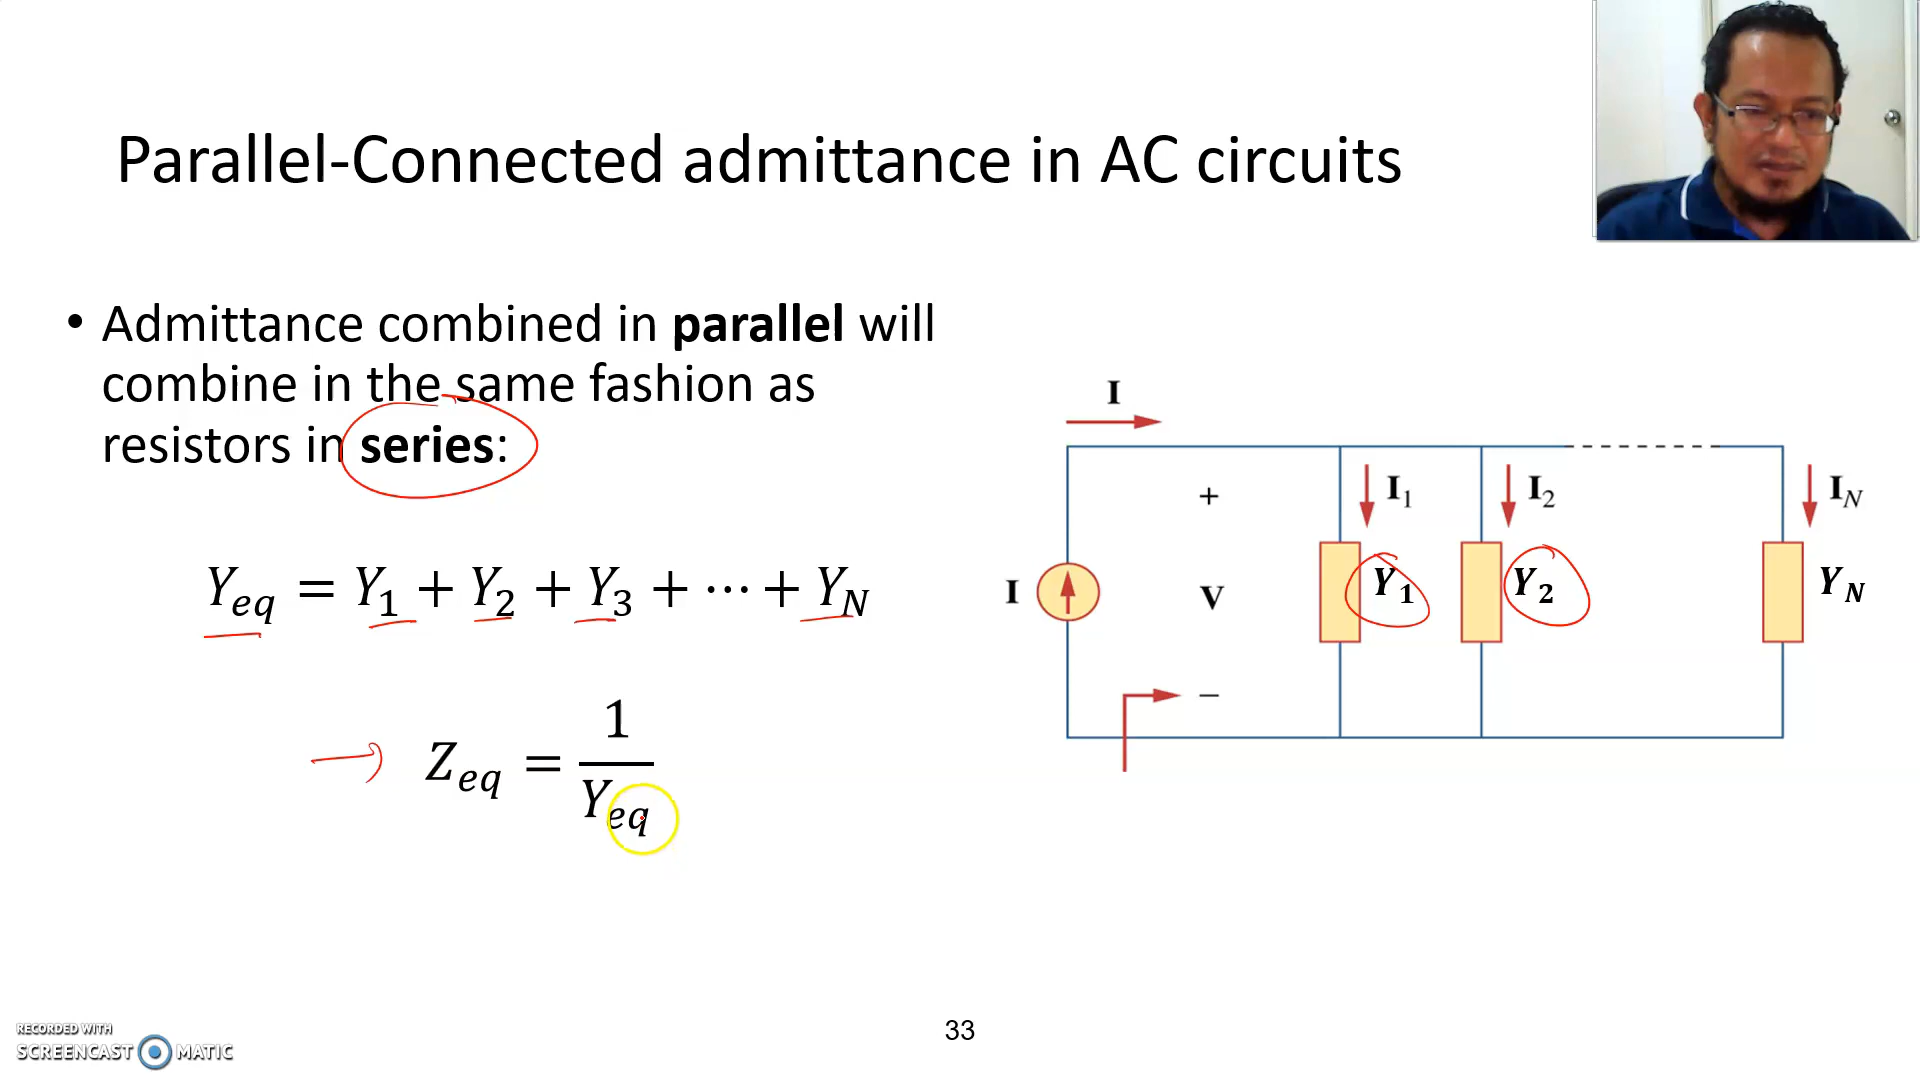 Parallel-Connected admittance in AC circuits
• Admittance combined in parallel will
combine in the same fashion as
resistors in series:
Y_eq = Y_1 + Y_2 + Y_3 + ⋯ + Y_N
Z_eq = 1/Y_eq
I
I_1
I_2
I_N
+
I
V
Y_1
Y_2
Y_N
−
33
RECORDED WITH
SCREENCAST MATIC